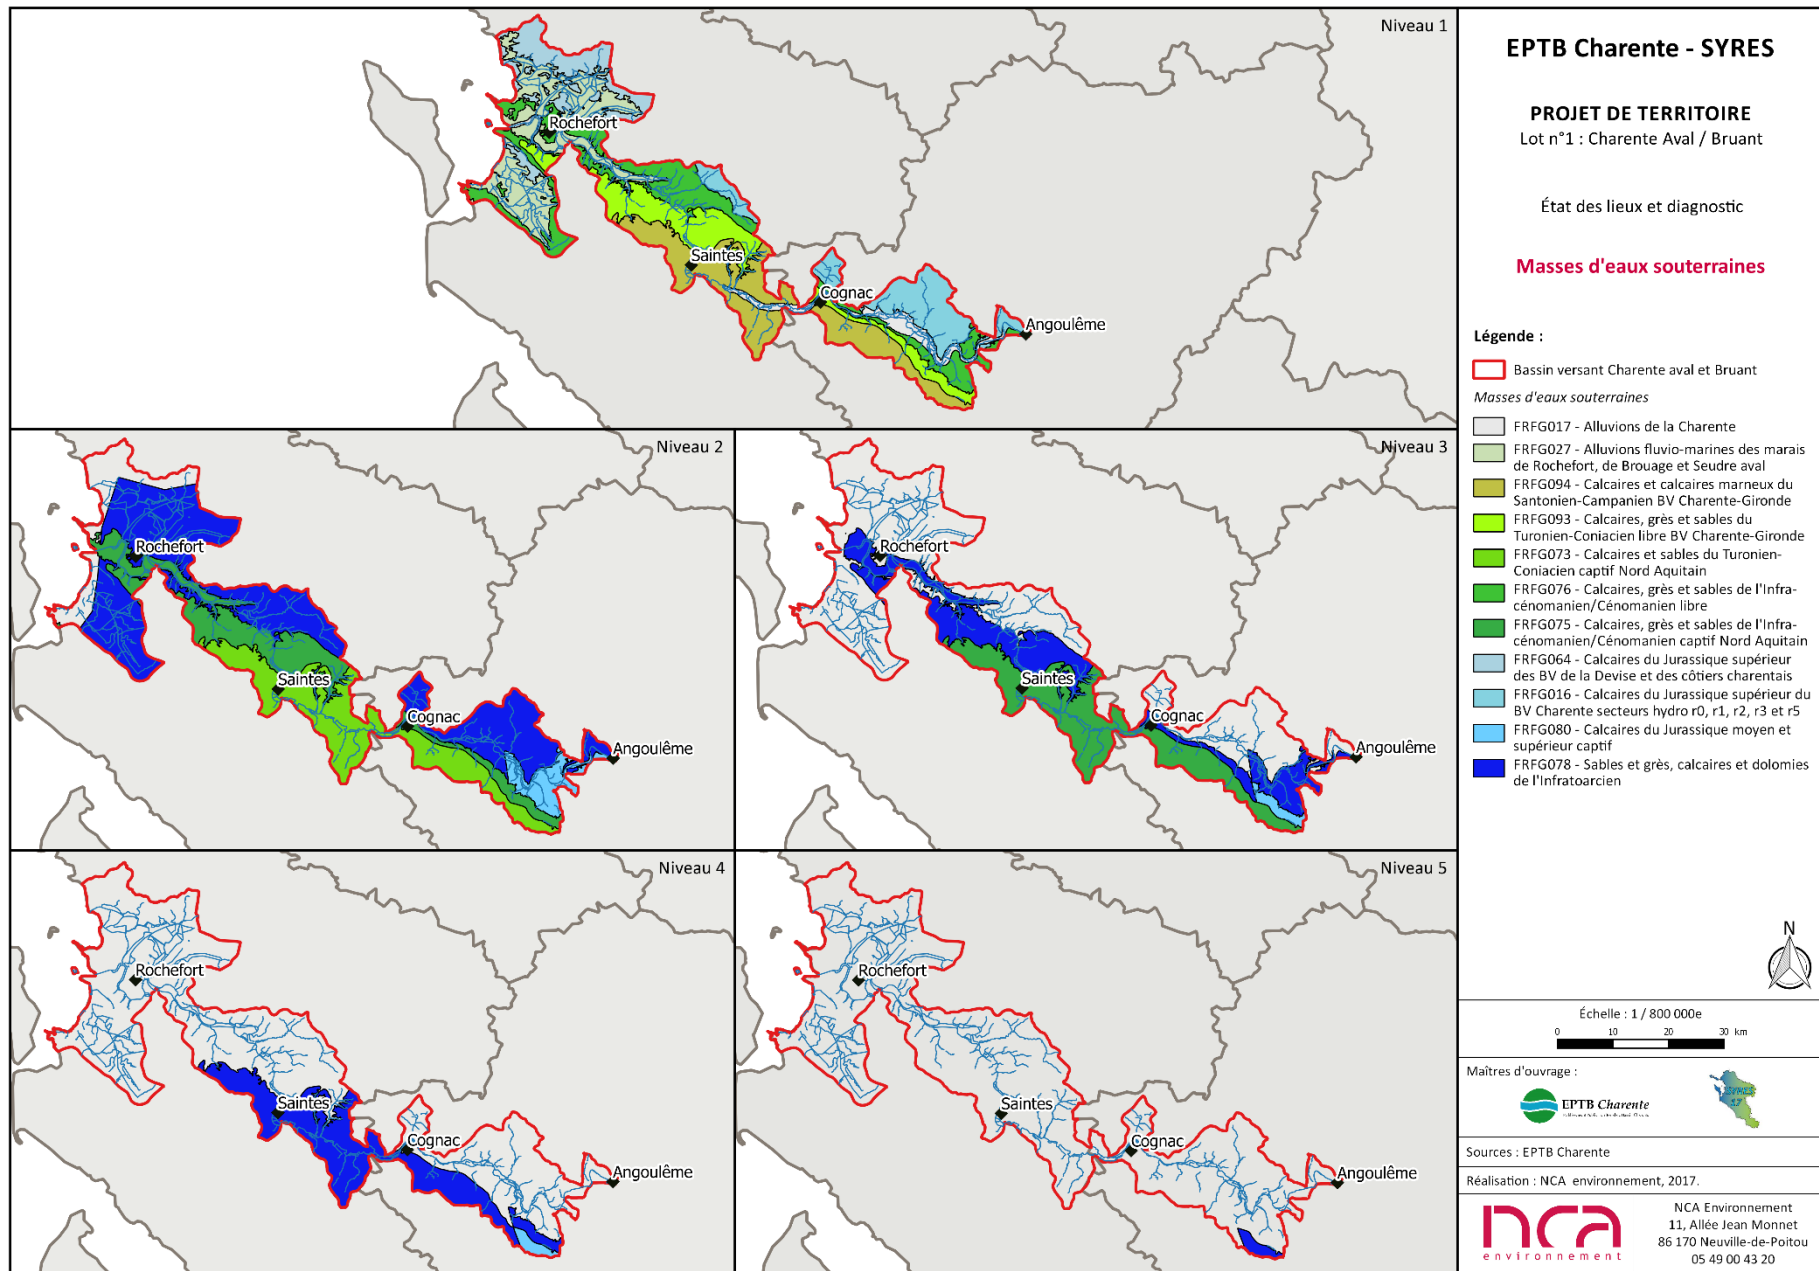 Niveau 1
Rochefort
Saintes
Cognac
Angoulême
Niveau 2
Rochefort
Saintes
Cognac
Angoulême
Niveau 3
Rochefort
Saintes
Cognac
Angoulême
Niveau 4
Rochefort
Saintes
Cognac
Angoulême
Niveau 5
Rochefort
Saintes
Cognac
Angoulême
EPTB Charente - SYRES
PROJET DE TERRITOIRE
Lot n°1 : Charente Aval / Bruant
État des lieux et diagnostic
Masses d'eaux souterraines
Légende :
Bassin versant Charente aval et Bruant
Masses d'eaux souterraines
FRFG017 - Alluvions de la Charente
FRFG027 - Alluvions fluvio-marines des marais
de Rochefort, de Brouage et Seudre aval
FRFG094 - Calcaires et calcaires marneux du
Santonien-Campanien BV Charente-Gironde
FRFG093 - Calcaires, grès et sables du
Turonien-Coniacien libre BV Charente-Gironde
FRFG073 - Calcaires et sables du Turonien-
Coniacien captif Nord Aquitain
FRFG076 - Calcaires, grès et sables de l'Infra-
cénomanien/Cénomanien libre
FRFG075 - Calcaires, grès et sables de l'Infra-
cénomanien/Cénomanien captif Nord Aquitain
FRFG064 - Calcaires du Jurassique supérieur
des BV de la Devise et des côtiers charentais
FRFG016 - Calcaires du Jurassique supérieur du
BV Charente secteurs hydro r0, r1, r2, r3 et r5
FRFG080 - Calcaires du Jurassique moyen et
supérieur captif
FRFG078 - Sables et grès, calcaires et dolomies
de l'Infratoarcien
N
Échelle : 1 / 800 000e
0 10 20 30 km
Maîtres d'ouvrage :
EPTB Charente
SYRES
17
Sources : EPTB Charente
Réalisation : NCA environnement, 2017.
nca
environnement
NCA Environnement
11, Allée Jean Monnet
86 170 Neuville-de-Poitou
05 49 00 43 20